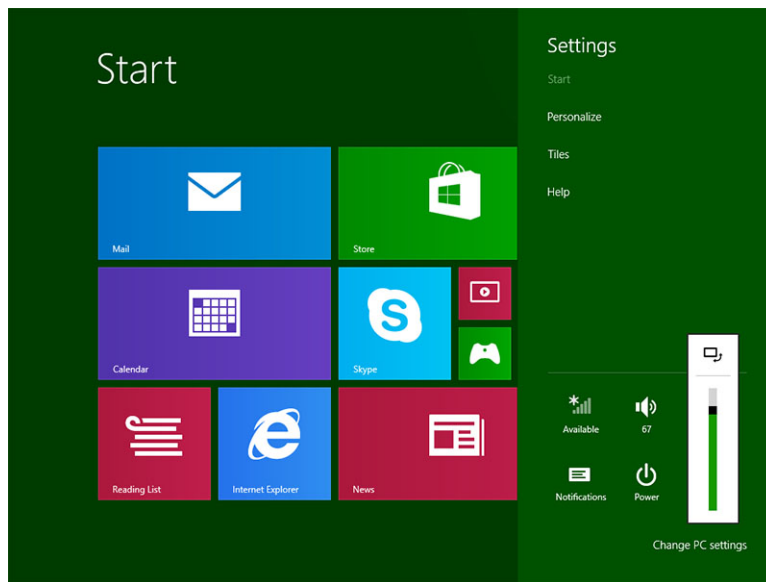 Start
Settings
Start
Personalize
Tiles
Help
Mail
Store
Calendar
Skype
Reading List
Internet Explorer
News
Available
67
Notifications
Power
Change PC settings